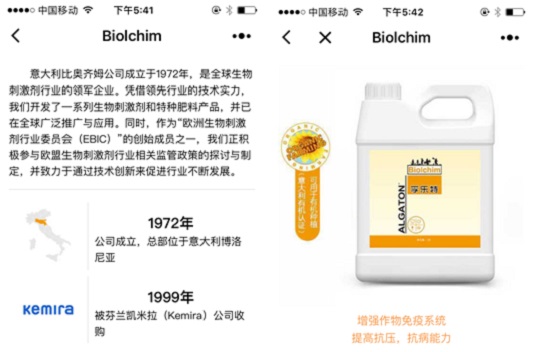 中国移动 下午5:41
Biolchim
意大利比奥齐姆公司成立于1972年，是全球生物
刺激剂行业的领军企业。凭借领先行业的技术实力，
我们开发了一系列生物刺激剂和特种肥料产品，并已
在全球广泛推广与应用。同时，作为“欧洲生物刺激
剂行业委员会（EBIC）”的创始成员之一，我们正积
极参与欧盟生物刺激剂行业相关监管政策的探讨与制
定，并致力于通过技术创新来促进行业不断发展。
1972年
公司成立，总部位于意大利博洛
尼亚
Kemira
1999年
被芬兰凯米拉（Kemira）公司收
购
中国移动 下午5:42
Biolchim
可用于有机种植
（意大利有机认证）
Biolchim
享乐特
ALGATON
增强作物免疫系统
提高抗压，抗病能力